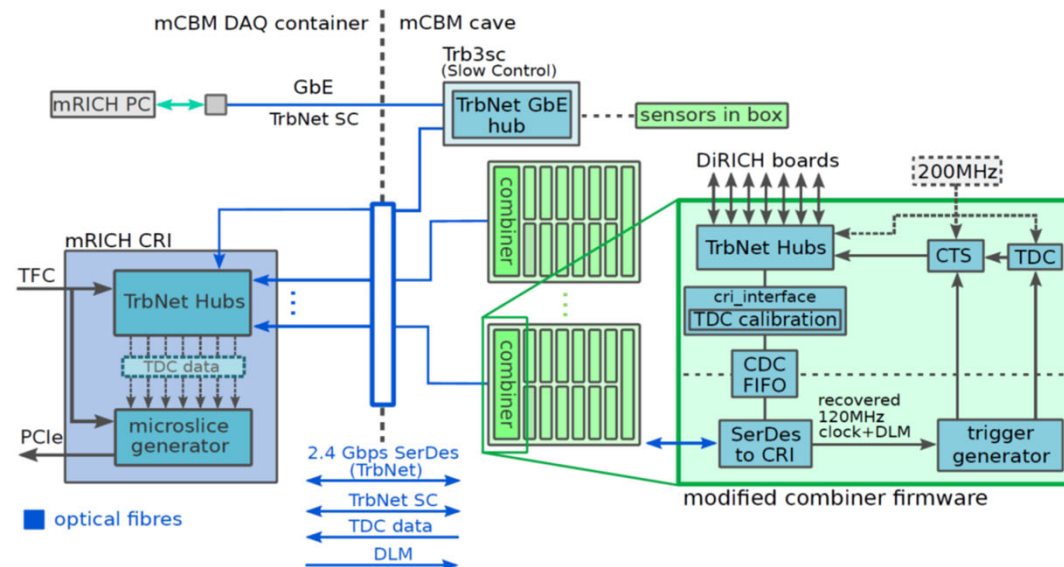 mCBM DAQ container
mCBM cave
Trb3sc
(Slow Control)
GbE
TrbNet SC
mRICH PC
TrbNet GbE
hub
sensors in box
DiRICH boards
200MHz
combiner
mRICH CRI
TFC
TrbNet Hubs
TDC data
microslice
generator
PCIe
TrbNet Hubs
CTS
TDC
cri_interface
TDC calibration
CDC
FIFO
combiner
SerDes
to CRI
recovered
120MHz
clock+DLM
trigger
generator
modified combiner firmware
2.4 Gbps SerDes
(TrbNet)
TrbNet SC
TDC data
DLM
optical fibres